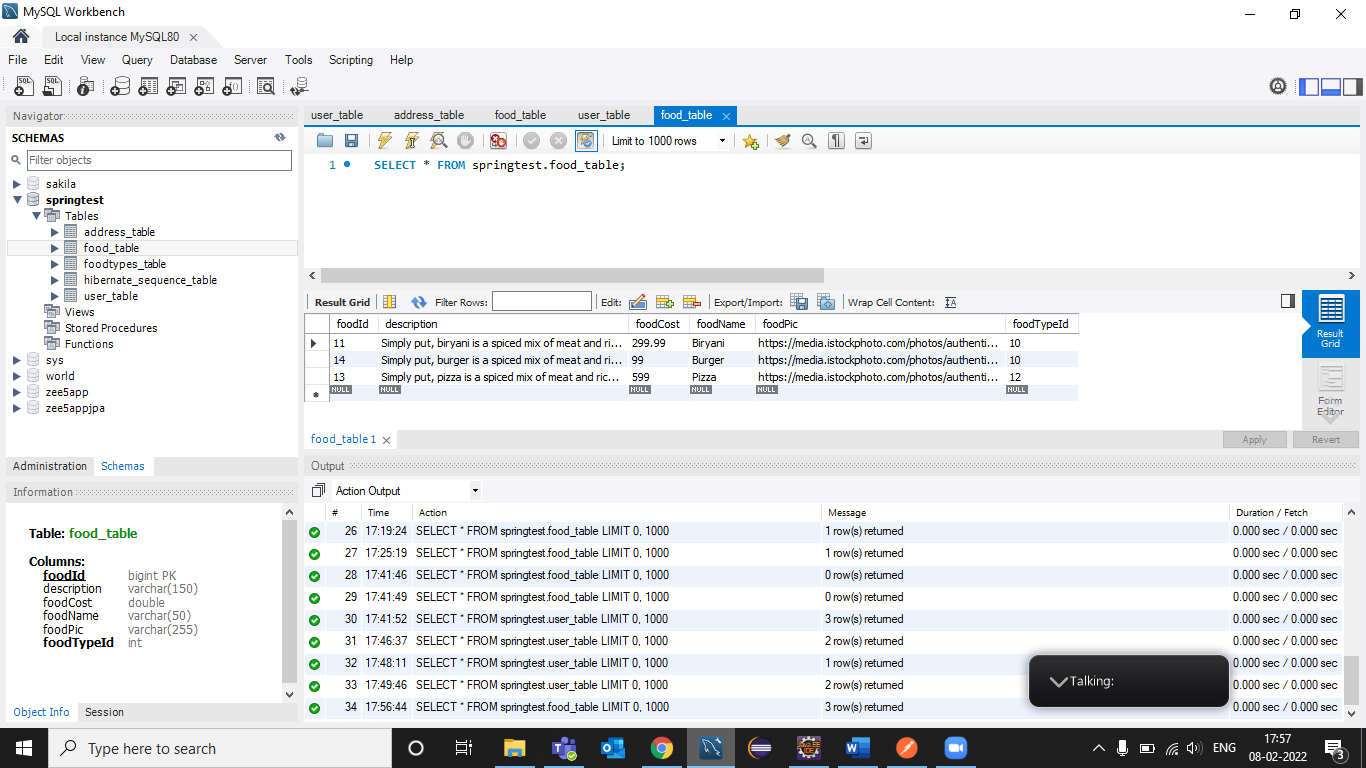 MySQL Workbench
Local instance MySQL80
File Edit View Query Database Server Tools Scripting Help
Navigator
SCHEMAS
Filter objects
sakila
springtest
Tables
address_table
food_table
foodtypes_table
hibernate_sequence_table
user_table
Views
Stored Procedures
Functions
sys
world
zee5app
zee5appjpa
Administration Schemas
Information
Table: food_table
Columns:
foodId bigint PK
description varchar(150)
foodCost double
foodName varchar(50)
foodPic varchar(255)
foodTypeId int
Object Info Session
user_table address_table food_table user_table food_table
Limit to 1000 rows
1 SELECT * FROM springtest.food_table;
Result Grid Filter Rows: Edit: Export/Import: Wrap Cell Content:
foodId description foodCost foodName foodPic foodTypeId
11 Simply put, biryani is a spiced mix of meat and ri... 299.99 Biryani https://media.istockphoto.com/photos/authenti... 10
14 Simply put, burger is a spiced mix of meat and ri... 99 Burger https://media.istockphoto.com/photos/authenti... 10
13 Simply put, pizza is a spiced mix of meat and ric... 599 Pizza https://media.istockphoto.com/photos/authenti... 12
NULL NULL NULL NULL NULL NULL
Result
Grid
Form
Editor
food_table 1
Apply Revert
Output
Action Output
# Time Action Message Duration / Fetch
26 17:19:24 SELECT * FROM springtest.food_table LIMIT 0, 1000 1 row(s) returned 0.000 sec / 0.000 sec
27 17:25:19 SELECT * FROM springtest.food_table LIMIT 0, 1000 1 row(s) returned 0.000 sec / 0.000 sec
28 17:41:46 SELECT * FROM springtest.food_table LIMIT 0, 1000 0 row(s) returned 0.000 sec / 0.000 sec
29 17:41:49 SELECT * FROM springtest.food_table LIMIT 0, 1000 0 row(s) returned 0.000 sec / 0.000 sec
30 17:41:52 SELECT * FROM springtest.user_table LIMIT 0, 1000 3 row(s) returned 0.000 sec / 0.000 sec
31 17:46:37 SELECT * FROM springtest.user_table LIMIT 0, 1000 2 row(s) returned 0.000 sec / 0.000 sec
32 17:48:11 SELECT * FROM springtest.user_table LIMIT 0, 1000 1 row(s) returned 0.000 sec / 0.000 sec
33 17:49:46 SELECT * FROM springtest.user_table LIMIT 0, 1000 2 row(s) returned 0.000 sec / 0.000 sec
34 17:56:44 SELECT * FROM springtest.food_table LIMIT 0, 1000 3 row(s) returned 0.000 sec / 0.000 sec
Talking:
Type here to search
ENG
17:57
08-02-2022
3